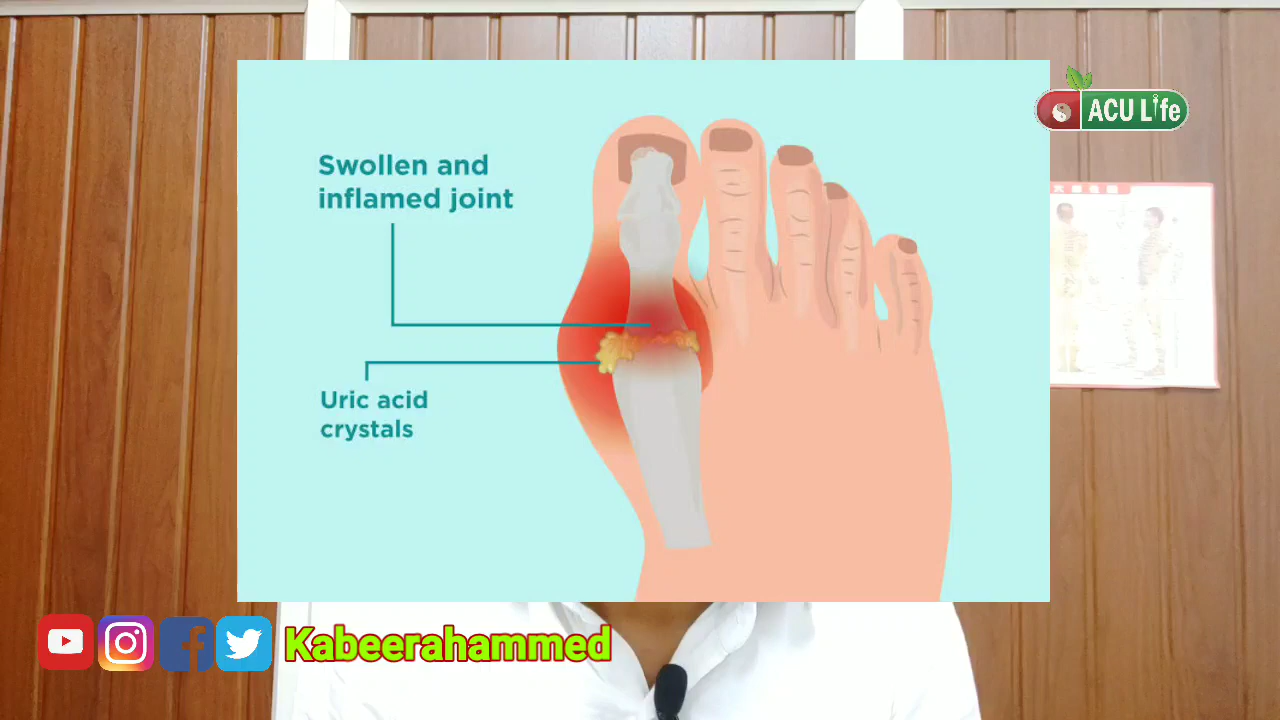 ACU Life
Swollen and
inflamed joint
Uric acid
crystals
Kabeerahammed